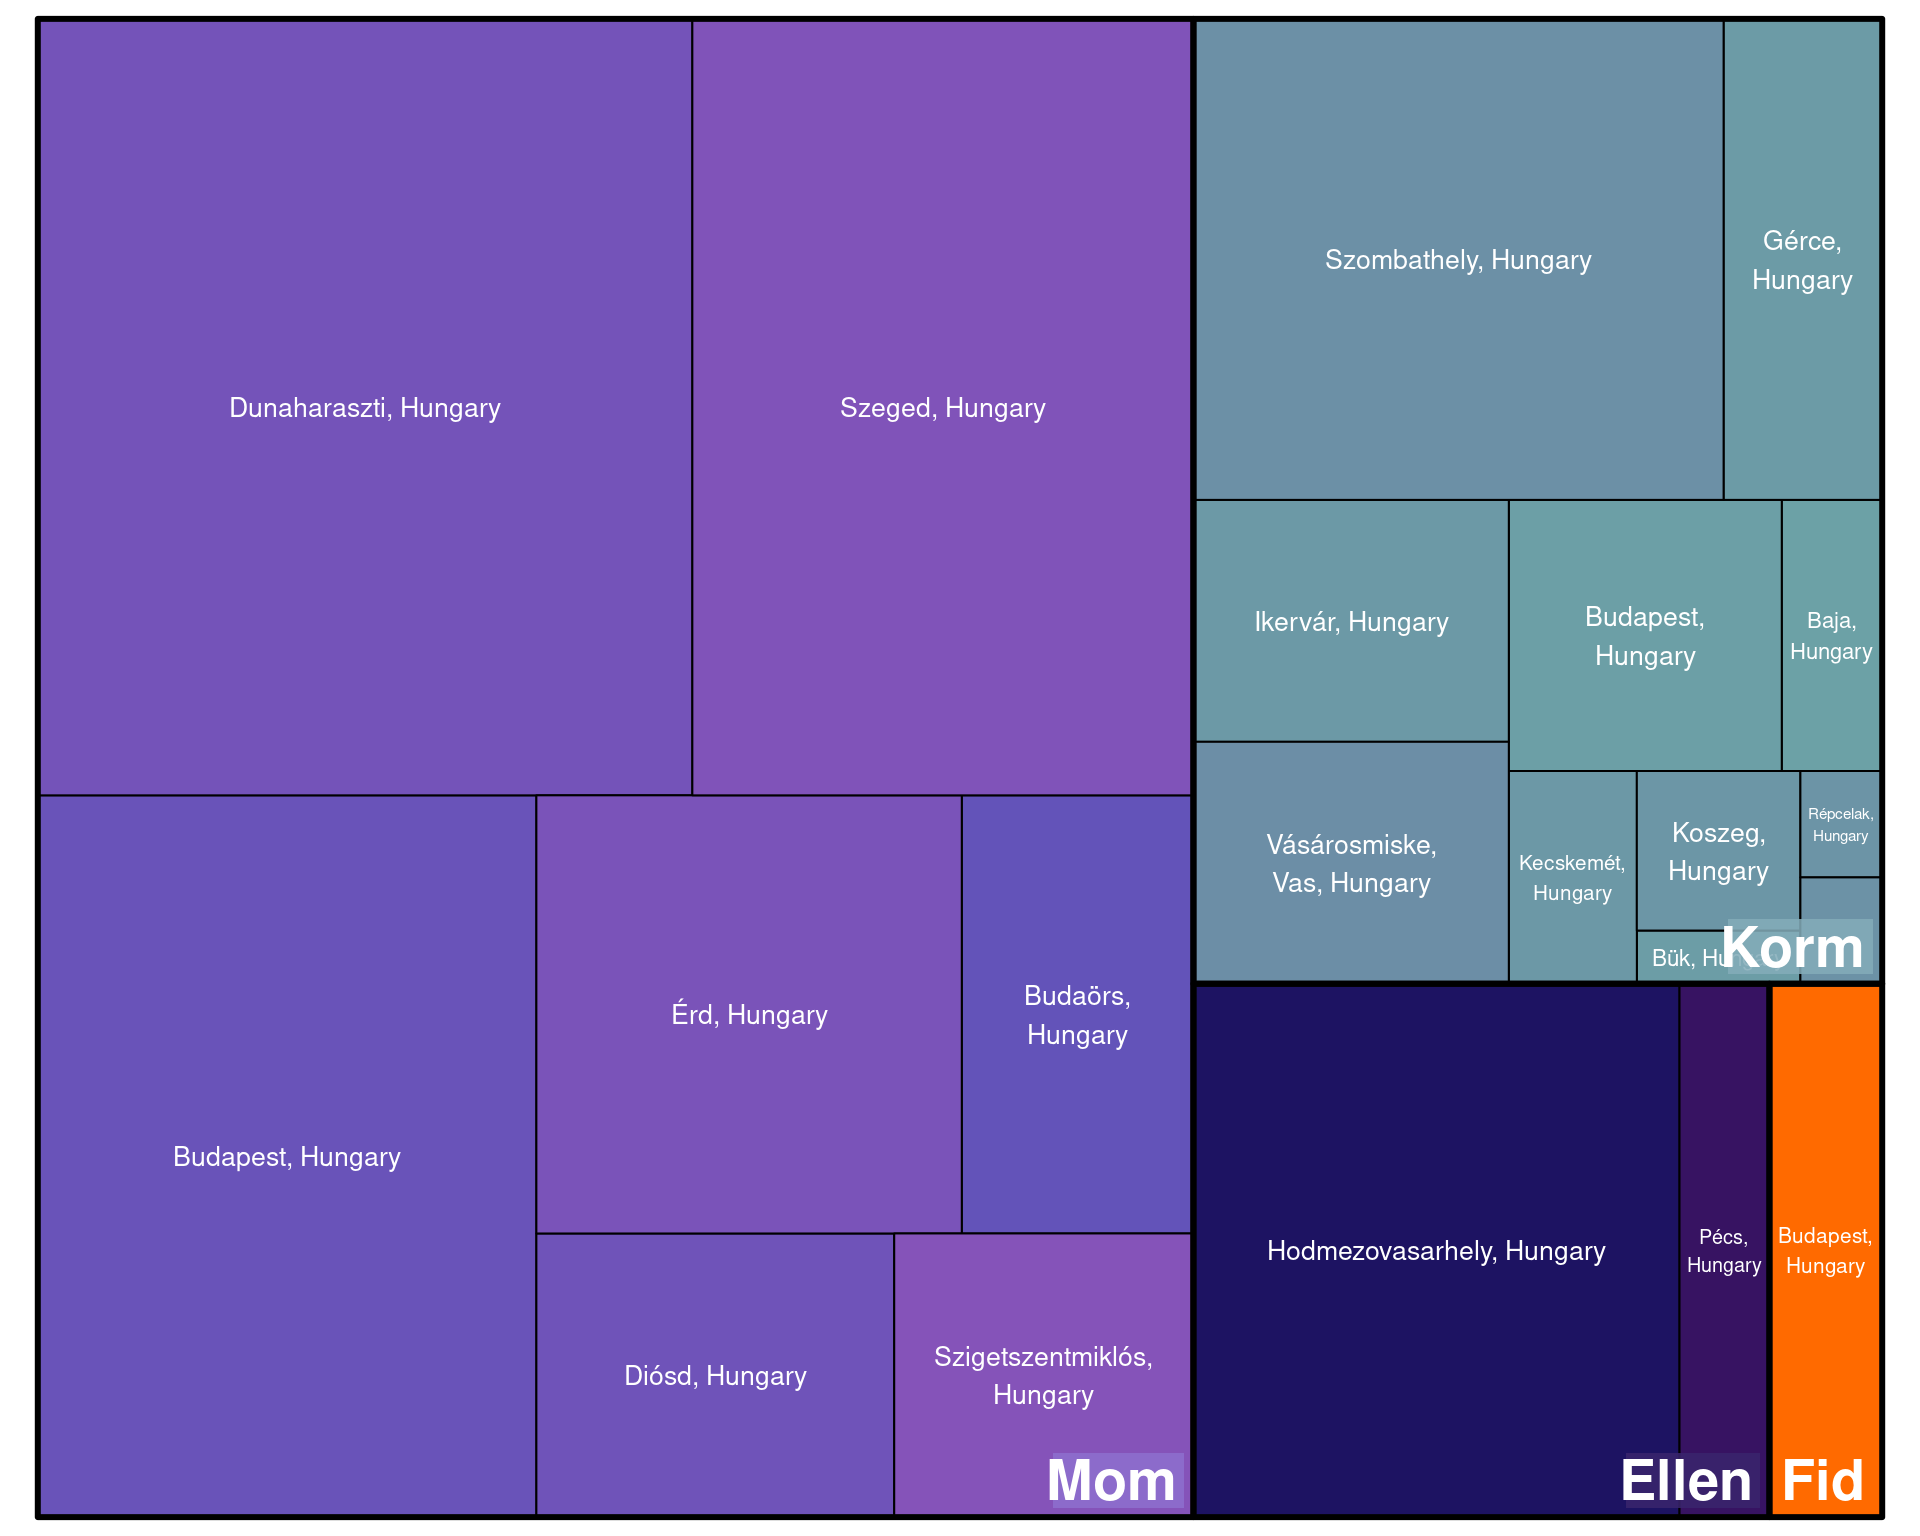 Dunaharaszti, Hungary
Szeged, Hungary
Budapest, Hungary
Érd, Hungary
Budaörs,
Hungary
Diósd, Hungary
Szigetszentmiklós,
Hungary
Mom
Szombathely, Hungary
Gérce,
Hungary
Ikervár, Hungary
Budapest,
Hungary
Baja,
Hungary
Vásárosmiske,
Vas, Hungary
Kecskemét,
Hungary
Koszeg,
Hungary
Répcelak,
Hungary
Bük,
Korm
Hodmezovasarhely, Hungary
Pécs,
Hungary
Ellen
Budapest,
Hungary
Fid